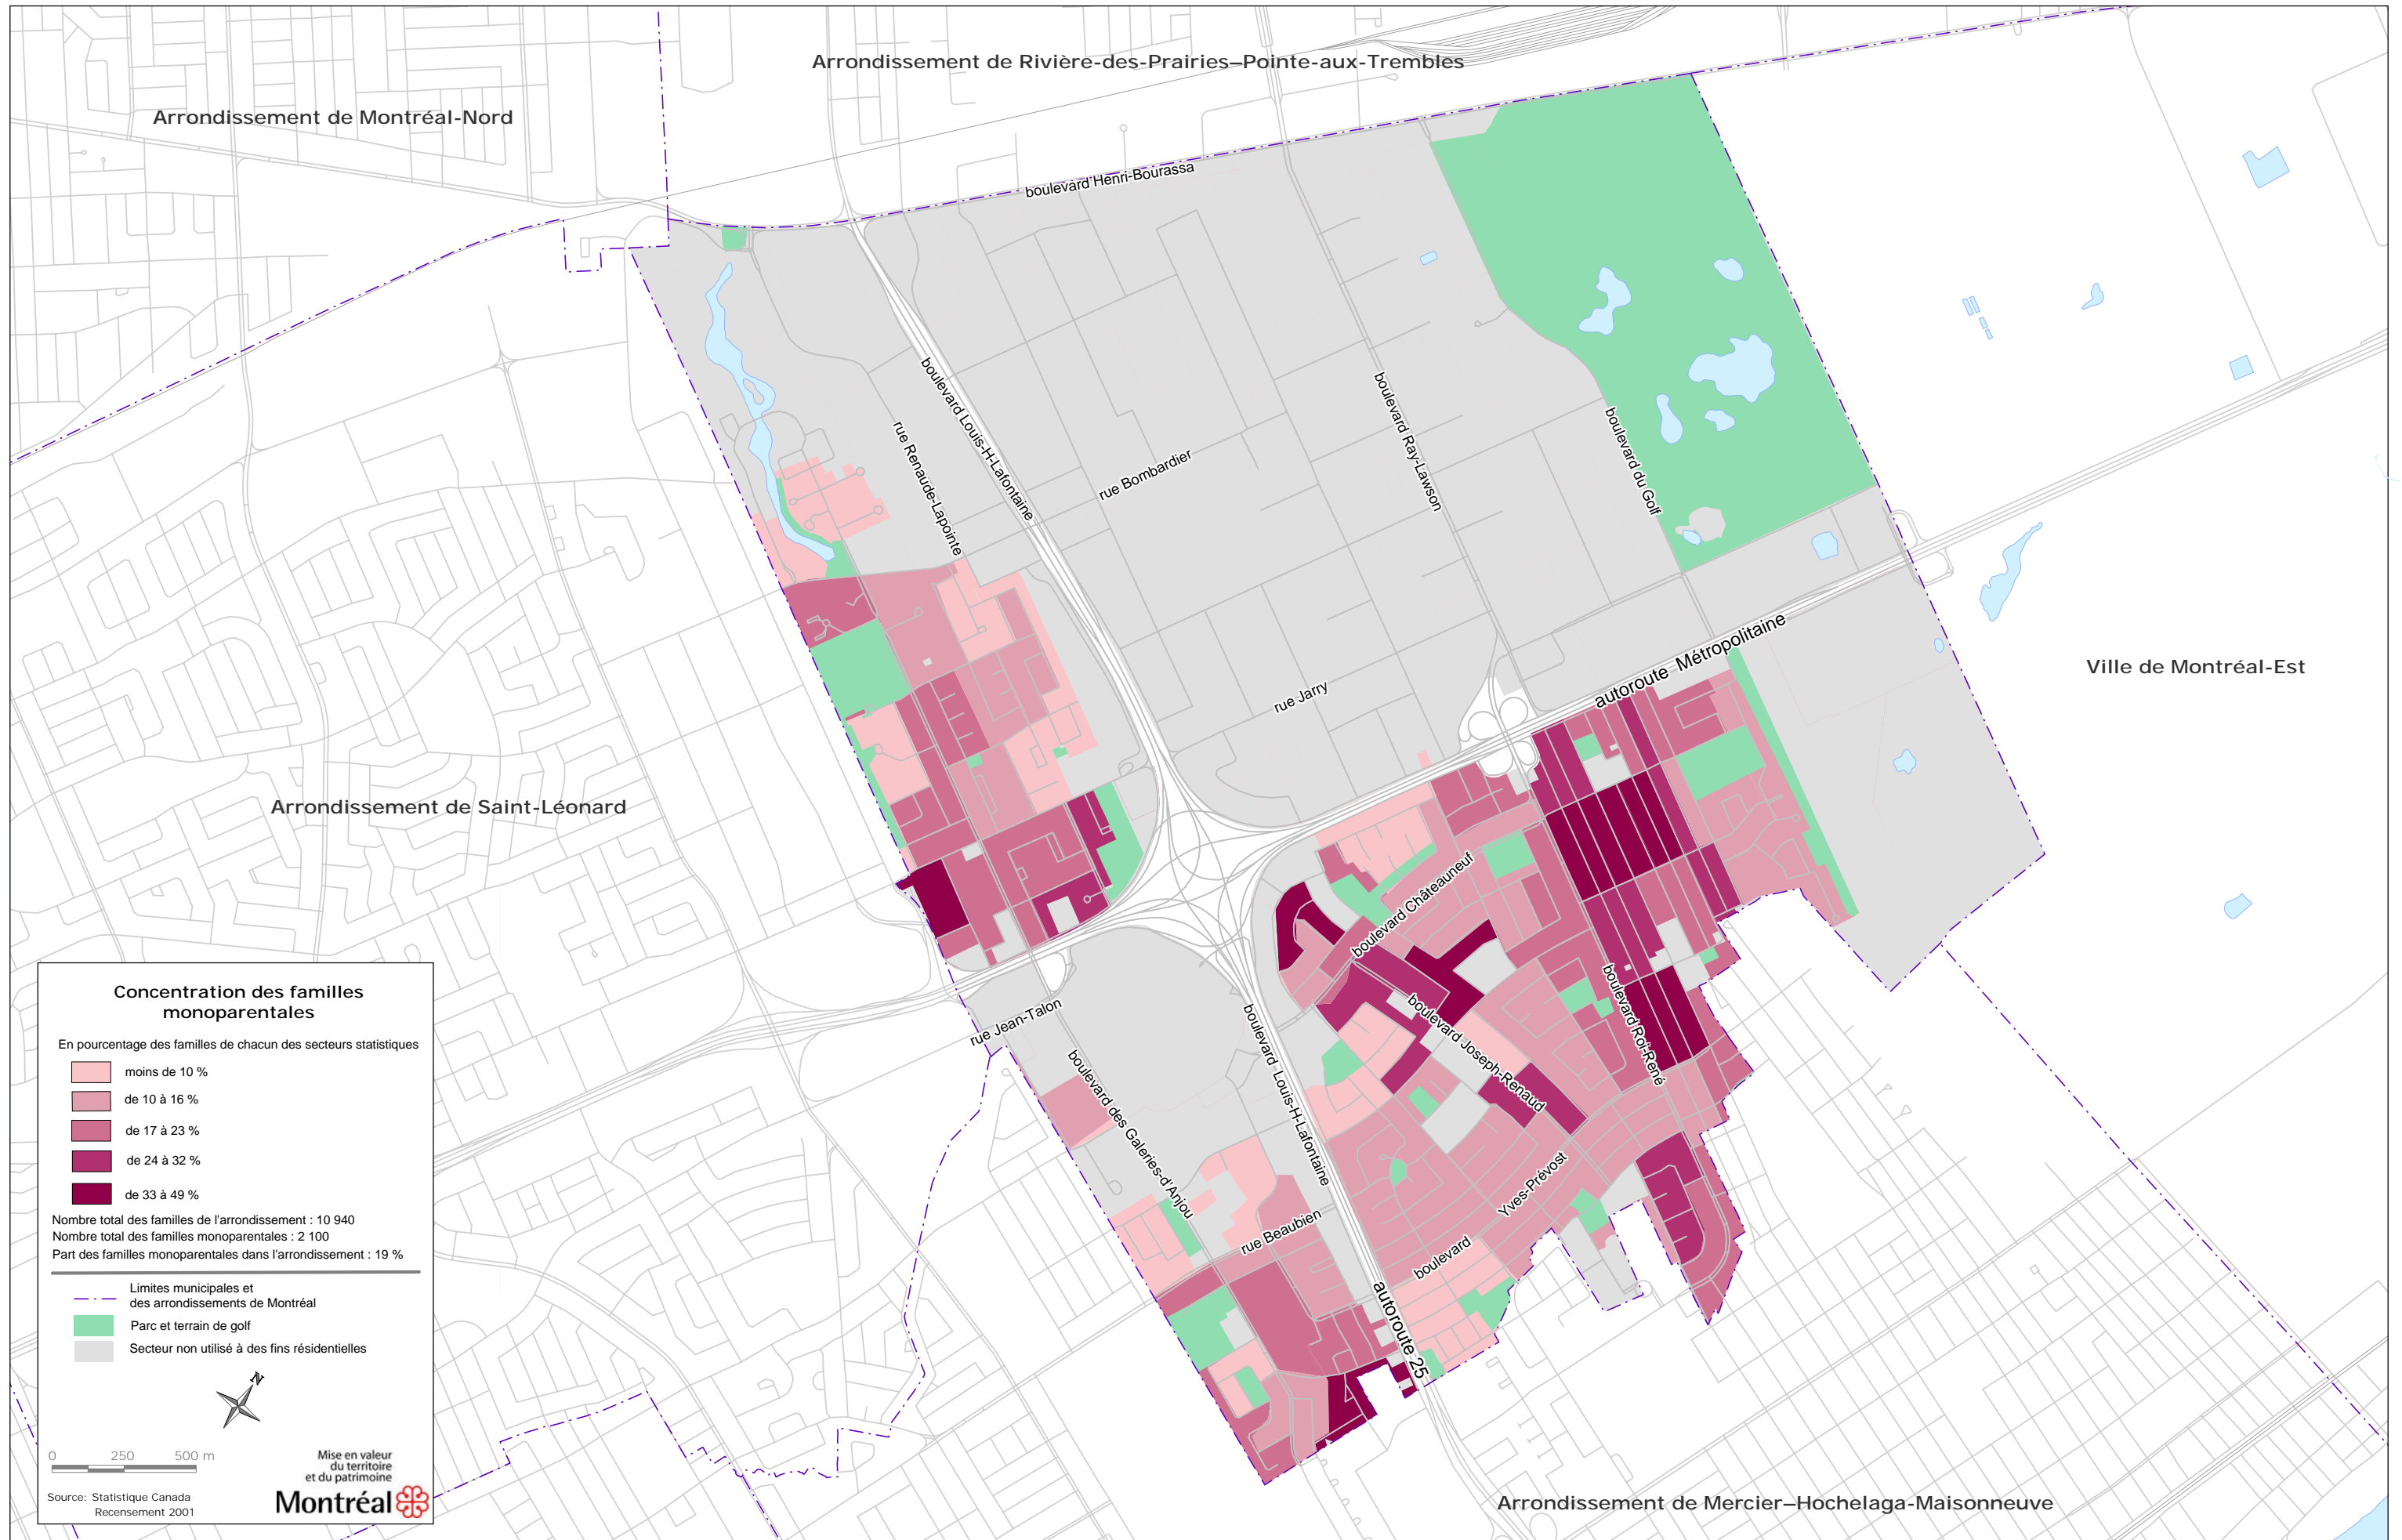 Arrondissement de Rivière-des-Prairies–Pointe-aux-Trembles
Arrondissement de Montréal-Nord
boulevard Henri-Bourassa
boulevard Louis-H-Lafontaine
rue Renaude-Lapointe
rue Bombardier
boulevard Ray-Lawson
boulevard du Golf
rue Jarry
autoroute Métropolitaine
Ville de Montréal-Est
Arrondissement de Saint-Léonard
boulevard Châteauneuf
boulevard Joseph-Renaud
boulevard Roi-René
rue Jean-Talon
boulevard des Galeries-d'Anjou
boulevard Louis-H-Lafontaine
rue Beaubien
boulevard
Yves-Prévost
autoroute 25
Arrondissement de Mercier–Hochelaga-Maisonneuve
Concentration des familles
monoparentales
En pourcentage des familles de chacun des secteurs statistiques
moins de 10 %
de 10 à 16 %
de 17 à 23 %
de 24 à 32 %
de 33 à 49 %
Nombre total des familles de l'arrondissement : 10 940
Nombre total des familles monoparentales : 2 100
Part des familles monoparentales dans l'arrondissement : 19 %
Limites municipales et
des arrondissements de Montréal
Parc et terrain de golf
Secteur non utilisé à des fins résidentielles
N
0 250 500 m
Mise en valeur
du territoire
et du patrimoine
Montréal
Source: Statistique Canada
Recensement 2001